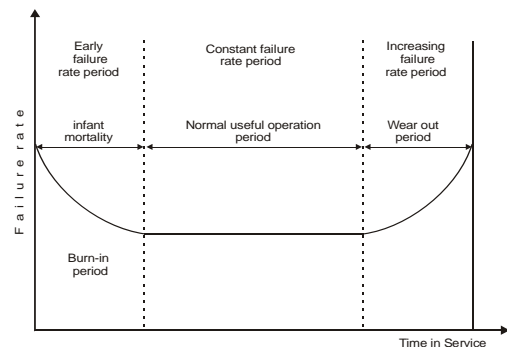 Early
failure
rate period
Constant failure
rate period
Increasing
failure
rate period
infant
mortality
Normal useful operation
period
Wear out
period
Failure rate
Burn-in
period
Time in Service